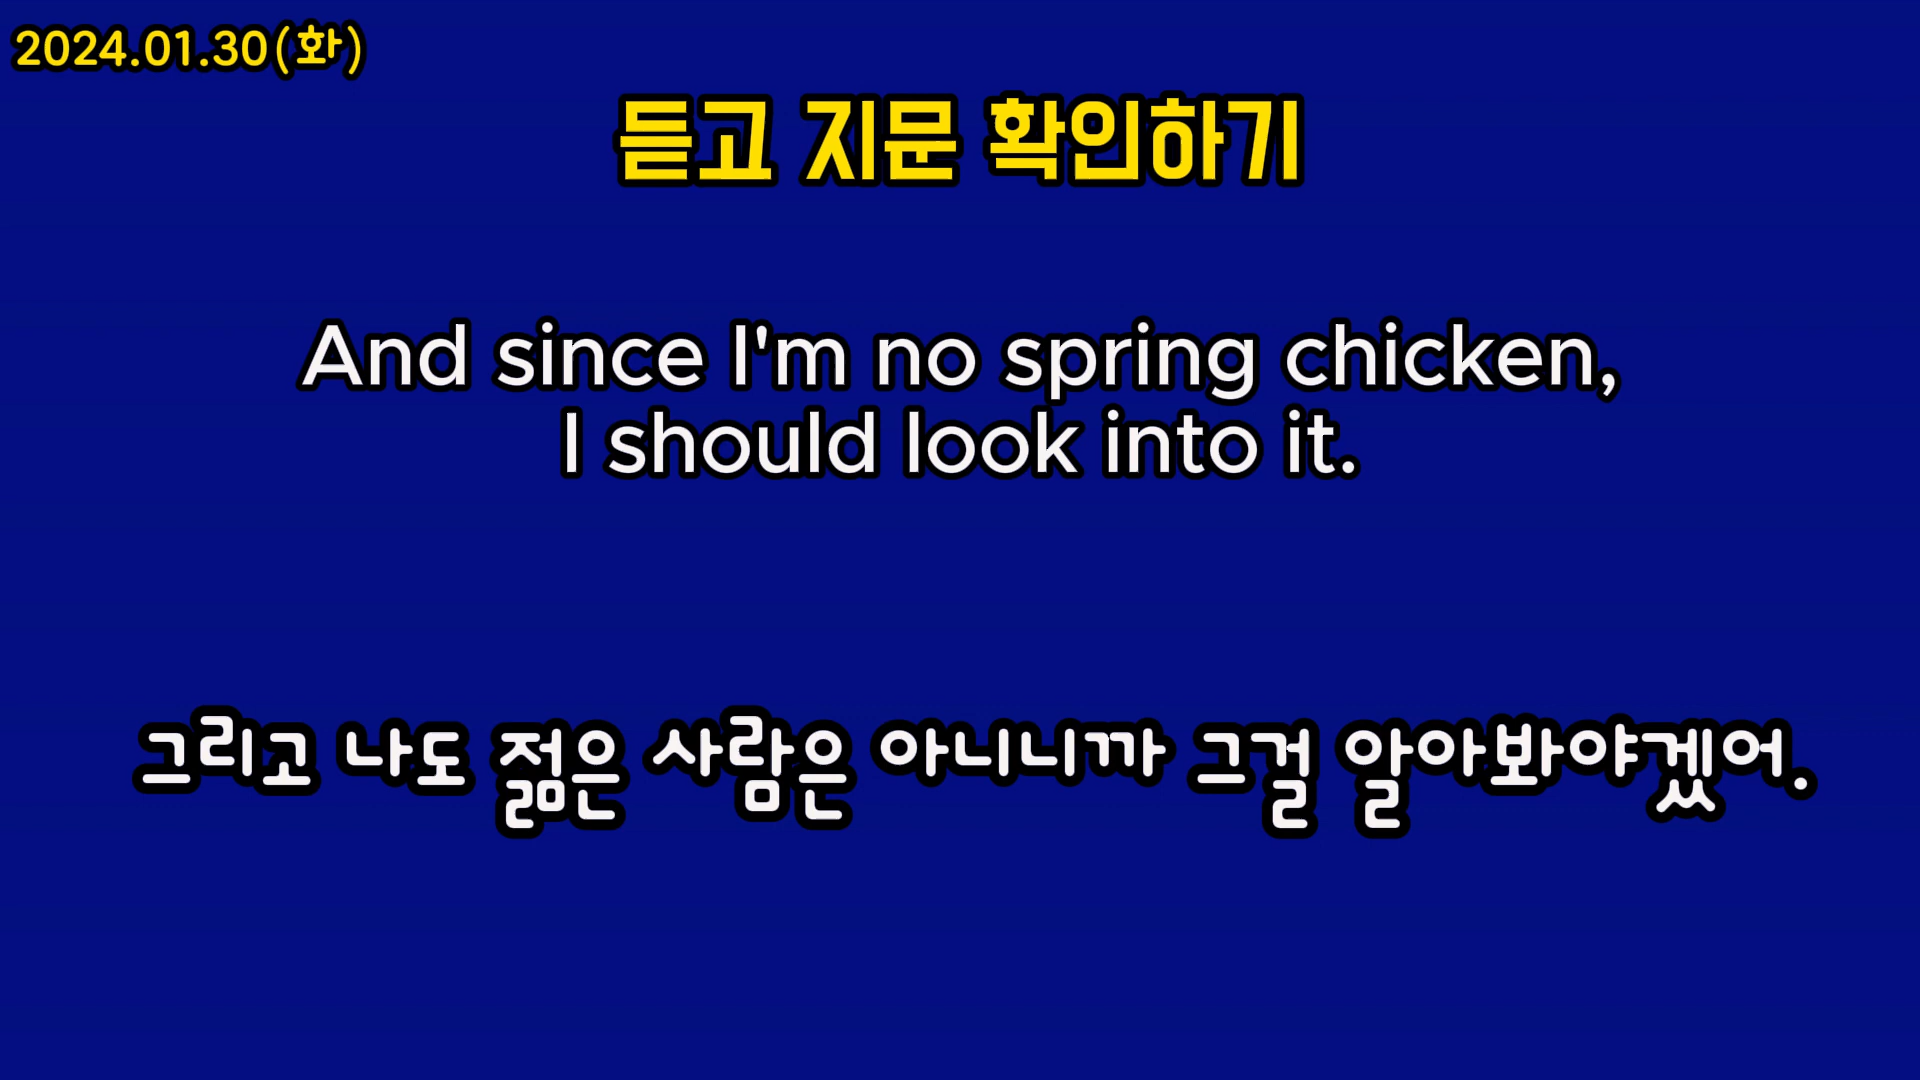 2024.01.30(화)
듣고 지문 확인하기
And since I'm no spring chicken,
I should look into it.
그리고 나도 젊은 사람은 아니니까 그걸 알아봐야겠어.